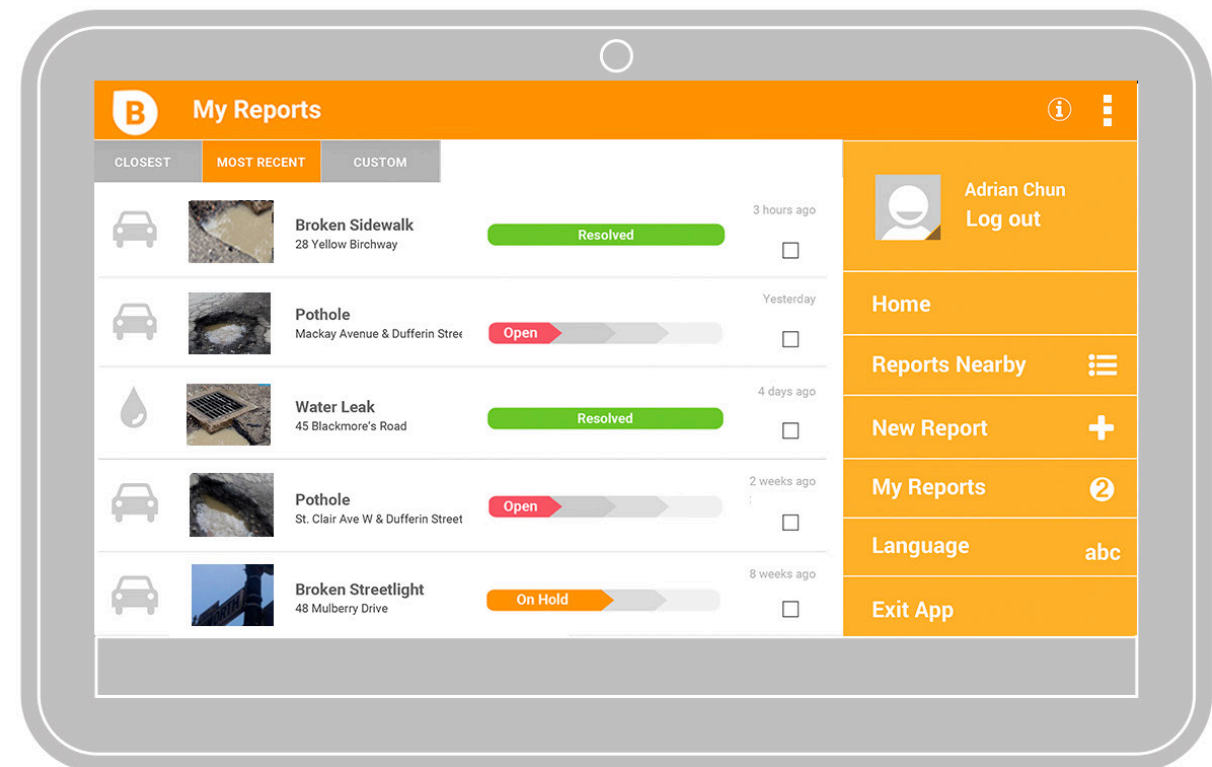 B
My Reports
i
CLOSEST
MOST RECENT
CUSTOM
Broken Sidewalk
28 Yellow Birchway
Resolved
3 hours ago
Pothole
Mackay Avenue & Dufferin Stree
Open
Yesterday
Water Leak
45 Blackmore's Road
Resolved
4 days ago
Pothole
St. Clair Ave W & Dufferin Street
Open
2 weeks ago
Broken Streetlight
48 Mulberry Drive
On Hold
8 weeks ago
Adrian Chun
Log out
Home
Reports Nearby
New Report
My Reports
2
Language
abc
Exit App